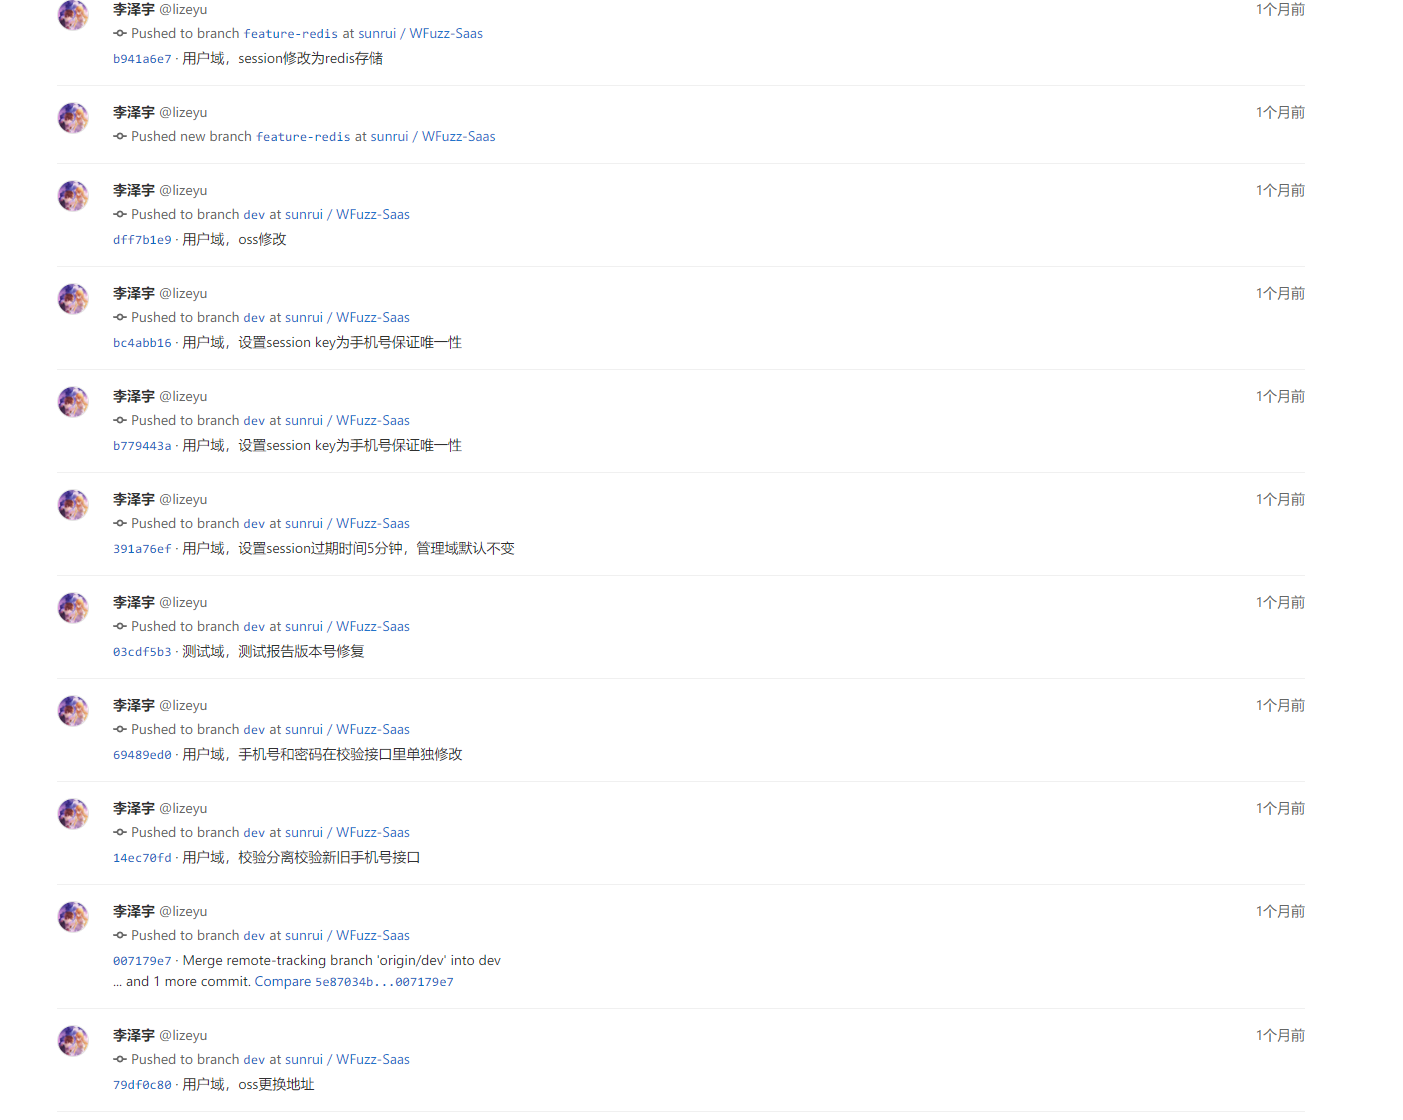 李泽宇 @lizeyu 1个月前
Pushed to branch feature-redis at sunrui / WFuzz-Saas
b941a6e7 · 用户域，session修改为redis存储
李泽宇 @lizeyu 1个月前
Pushed new branch feature-redis at sunrui / WFuzz-Saas
李泽宇 @lizeyu 1个月前
Pushed to branch dev at sunrui / WFuzz-Saas
dff7b1e9 · 用户域，oss修改
李泽宇 @lizeyu 1个月前
Pushed to branch dev at sunrui / WFuzz-Saas
bc4abb16 · 用户域，设置session key为手机号保证唯一性
李泽宇 @lizeyu 1个月前
Pushed to branch dev at sunrui / WFuzz-Saas
b779443a · 用户域，设置session key为手机号保证唯一性
李泽宇 @lizeyu 1个月前
Pushed to branch dev at sunrui / WFuzz-Saas
391a76ef · 用户域，设置session过期时间5分钟，管理域默认不变
李泽宇 @lizeyu 1个月前
Pushed to branch dev at sunrui / WFuzz-Saas
03cdf5b3 · 测试域，测试报告版本号修复
李泽宇 @lizeyu 1个月前
Pushed to branch dev at sunrui / WFuzz-Saas
69489ed0 · 用户域，手机号和密码在校验接口里单独修改
李泽宇 @lizeyu 1个月前
Pushed to branch dev at sunrui / WFuzz-Saas
14ec70fd · 用户域，校验分离校验新旧手机号接口
李泽宇 @lizeyu 1个月前
Pushed to branch dev at sunrui / WFuzz-Saas
007179e7 · Merge remote-tracking branch 'origin/dev' into dev
... and 1 more commit. Compare 5e87034b...007179e7
李泽宇 @lizeyu 1个月前
Pushed to branch dev at sunrui / WFuzz-Saas
79df0c80 · 用户域，oss更换地址